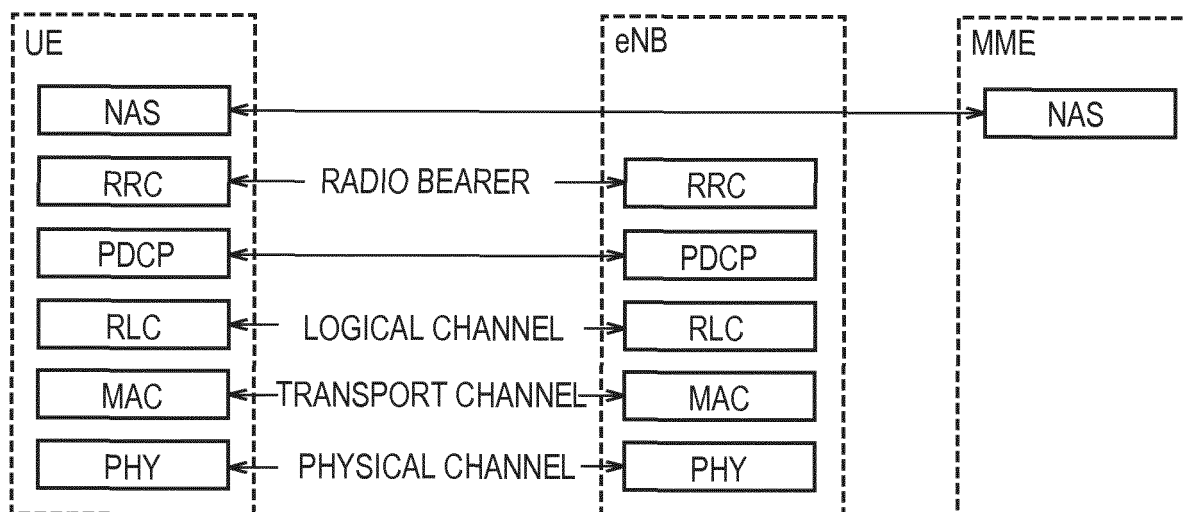 UE eNB MME
NAS NAS
RRC RADIO BEARER RRC
PDCP PDCP
RLC LOGICAL CHANNEL RLC
MAC TRANSPORT CHANNEL MAC
PHY PHYSICAL CHANNEL PHY